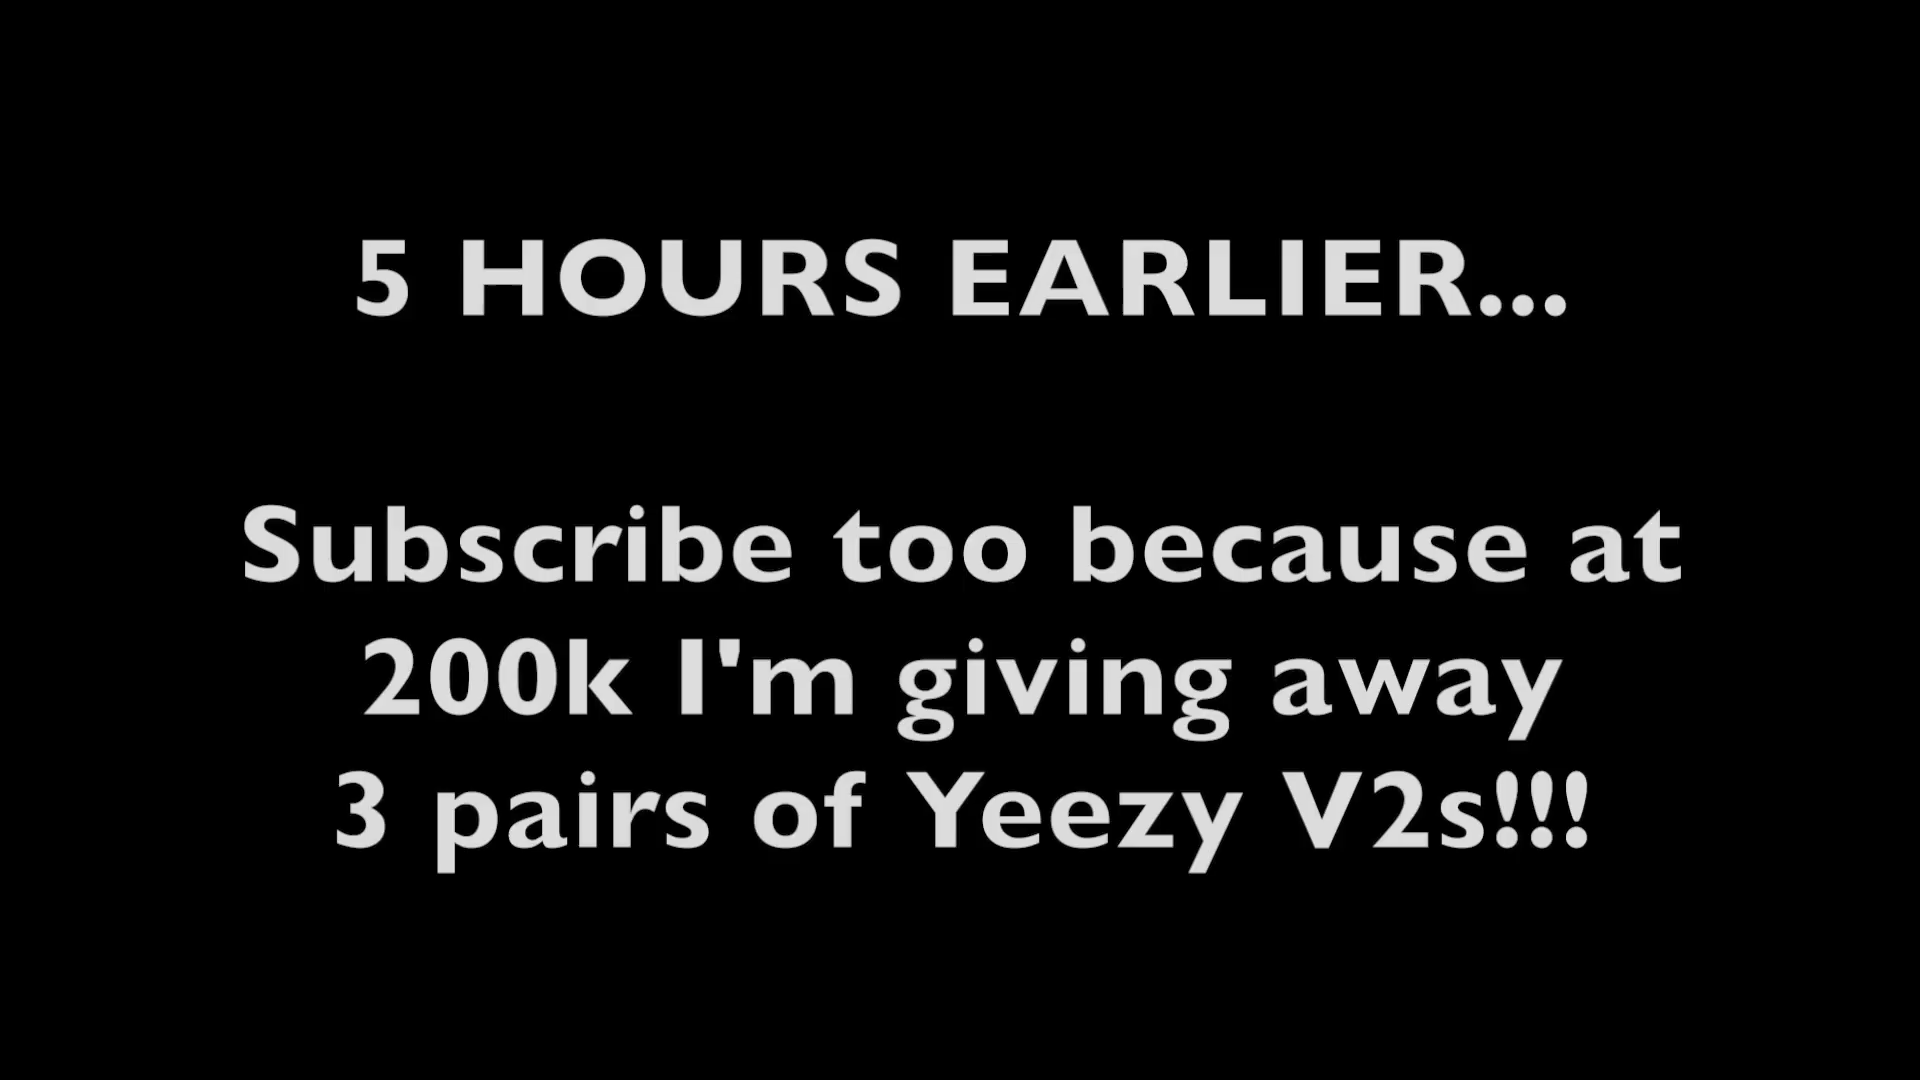 5 HOURS EARLIER...
Subscribe too because at
200k I'm giving away
3 pairs of Yeezy V2s!!!